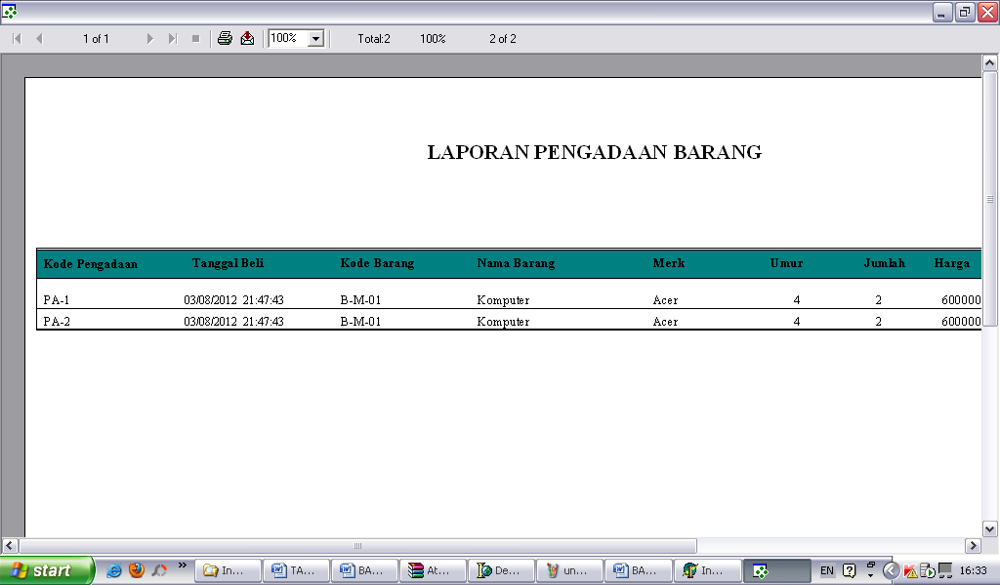 1 of 1 100% Total:2 100% 2 of 2
LAPORAN PENGADAAN BARANG
Kode Pengadaan Tanggal Beli Kode Barang Nama Barang Merk Umur Jumlah Harga
PA-1 03/08/2012 21:47:43 B-M-01 Komputer Acer 4 2 600000
PA-2 03/08/2012 21:47:43 B-M-01 Komputer Acer 4 2 600000
start In... TA... BA... At... De... un... BA... In... EN 16:33